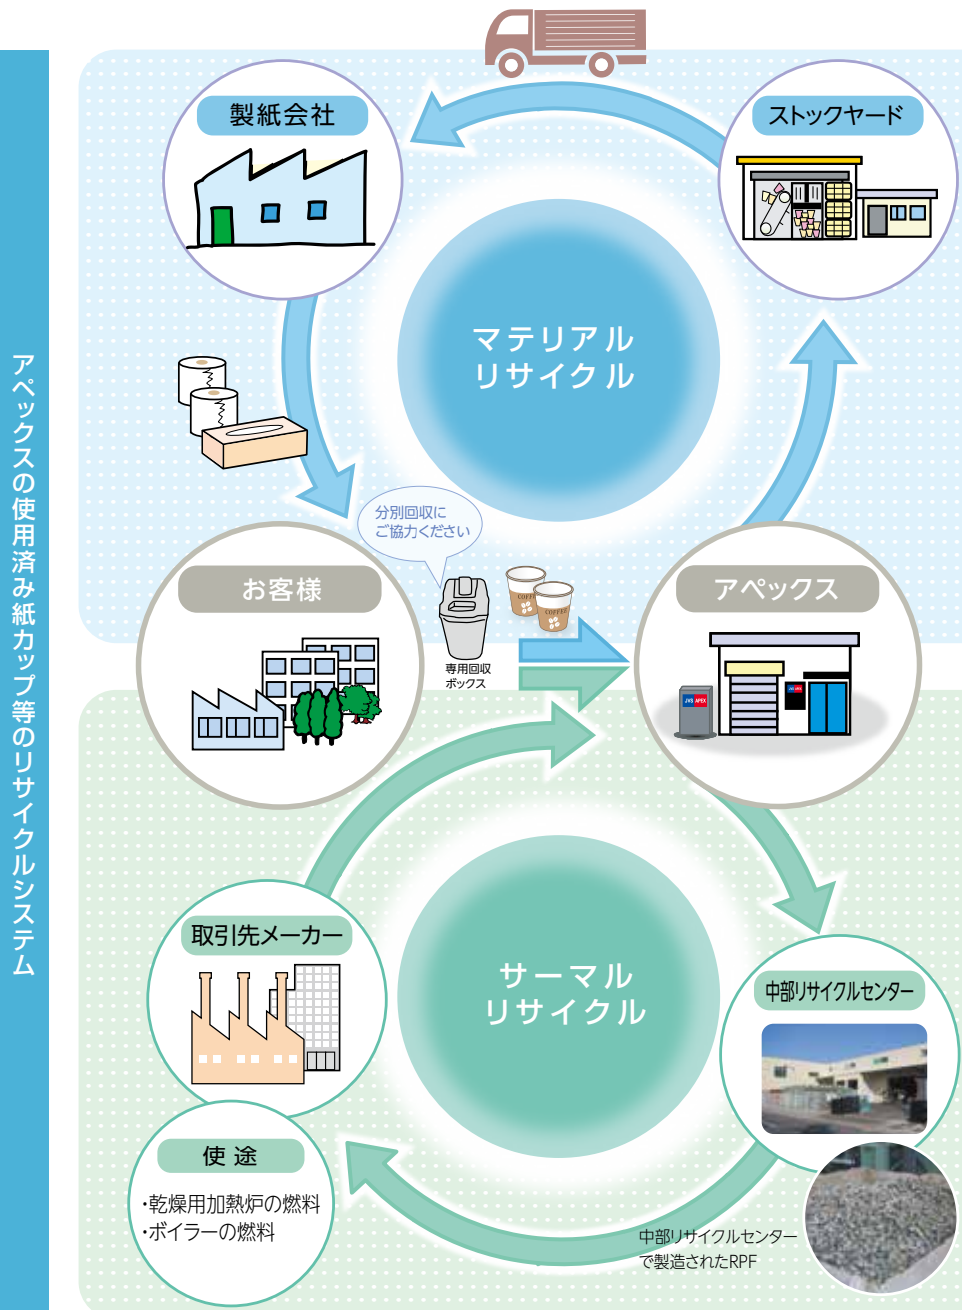 アペックスの使用済み紙カップ等のリサイクルシステム
製紙会社
ストックヤード
マテリアル
リサイクル
分別回収に
ご協力ください
お客様
専用回収
ボックス
COFFEE
COFFEE
アペックス
JVS APEX
JVS APEX
取引先メーカー
サーマル
リサイクル
中部リサイクルセンター
使途
・乾燥用加熱炉の燃料
・ボイラーの燃料
中部リサイクルセンター
で製造されたRPF